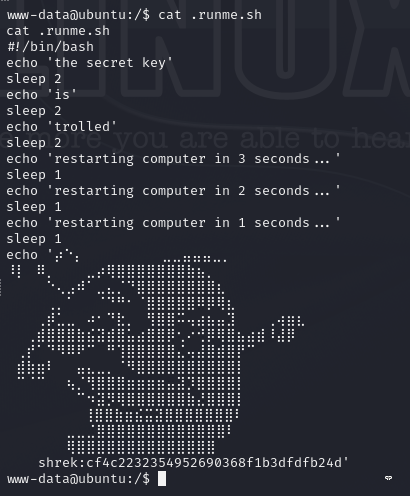 www-data@ubuntu:/$ cat .runme.sh
cat .runme.sh
#!/bin/bash
echo 'the secret key'
sleep 2
echo 'is'
sleep 2
echo 'trolled'
sleep 2
echo 'restarting computer in 3 seconds...'
sleep 1
echo 'restarting computer in 2 seconds...'
sleep 1
echo 'restarting computer in 1 seconds...'
sleep 1
echo '
shrek:cf4c2232354952690368f1b3dfdfb24d'
www-data@ubuntu:/$